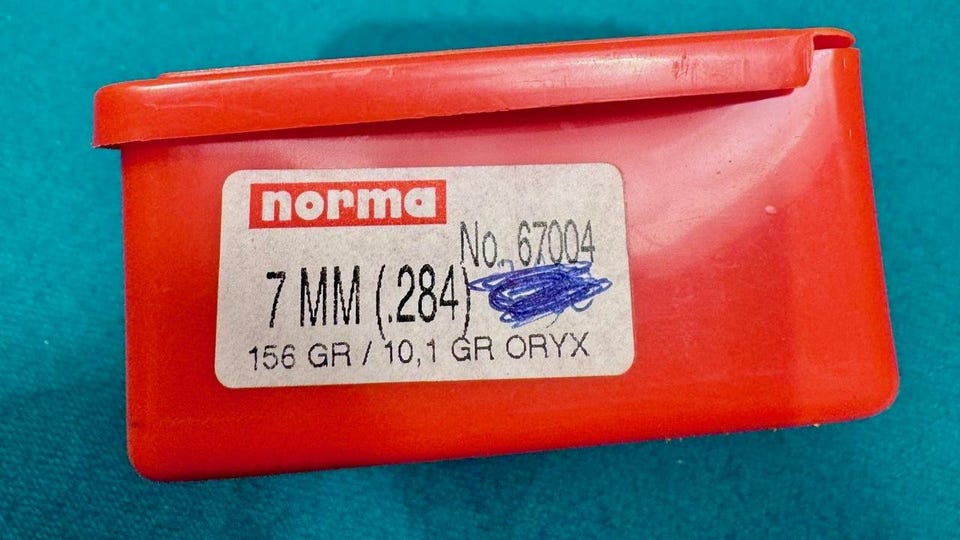 norma
No. 67004
7 MM (.284)
156 GR / 10,1 GR ORYX